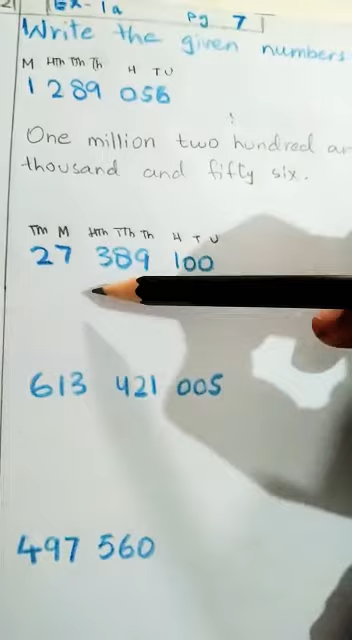 Ex-1a pg 7
Write the given numbers
M HTh TTh Th H T U
1 289 056
One million two hundred
thousand and fifty six.
TM M HTh TTh Th H T U
27 389 100
613 421 005
497 560